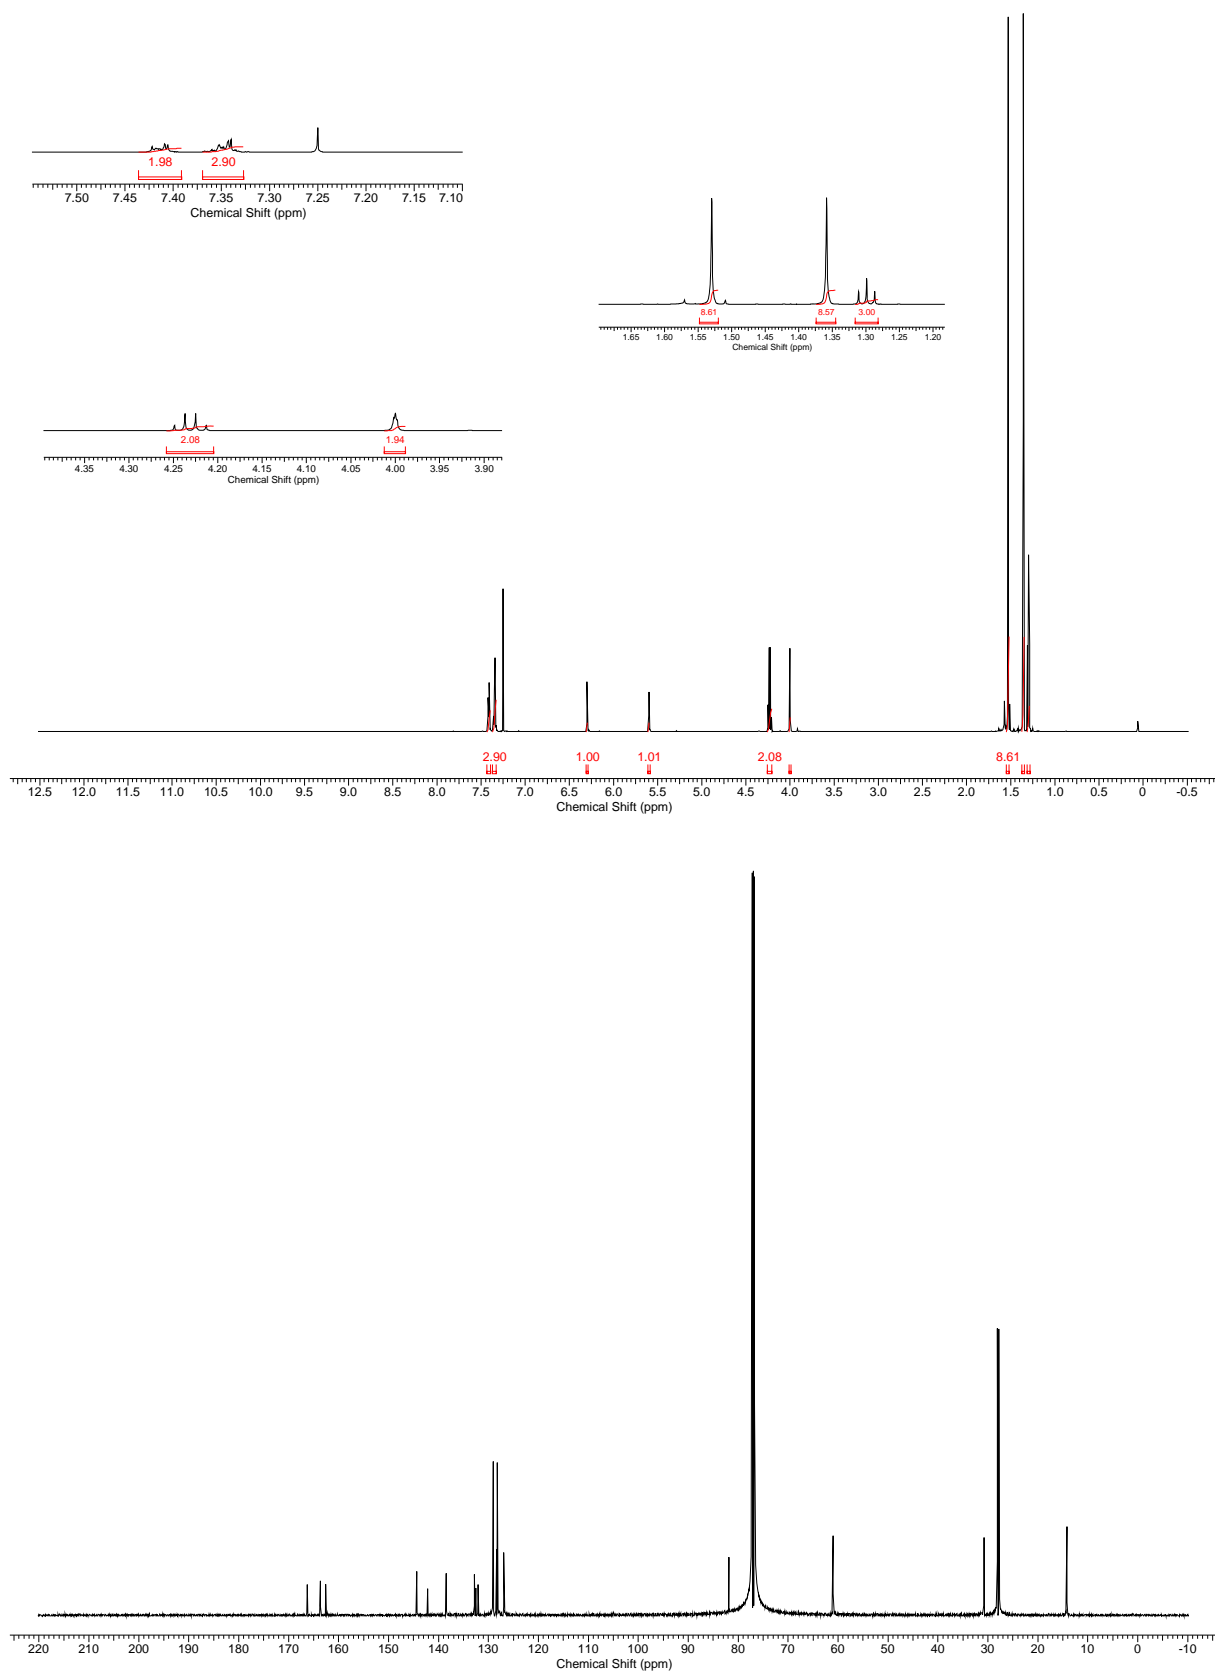 1.98 2.90
7.50 7.45 7.40 7.35 7.30 7.25 7.20 7.15 7.10
Chemical Shift (ppm)
8.61 8.57 3.00
1.65 1.60 1.55 1.50 1.45 1.40 1.35 1.30 1.25 1.20
Chemical Shift (ppm)
2.08 1.94
4.35 4.30 4.25 4.20 4.15 4.10 4.05 4.00 3.95 3.90
Chemical Shift (ppm)
2.90 1.00 1.01 2.08 8.61
12.5 12.0 11.5 11.0 10.5 10.0 9.5 9.0 8.5 8.0 7.5 7.0 6.5 6.0 5.5 5.0 4.5 4.0 3.5 3.0 2.5 2.0 1.5 1.0 0.5 0 -0.5
Chemical Shift (ppm)
220 210 200 190 180 170 160 150 140 130 120 110 100 90 80 70 60 50 40 30 20 10 0 -10
Chemical Shift (ppm)